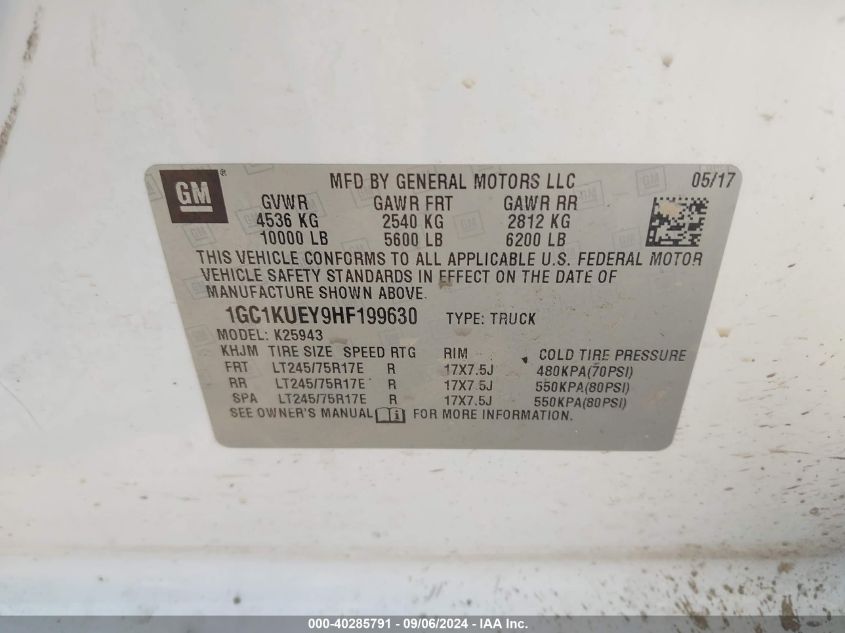 GM ®
MFD BY GENERAL MOTORS LLC 05/17
GVWR GAWR FRT GAWR RR
4536 KG 2540 KG 2812 KG
10000 LB 5600 LB 6200 LB
THIS VEHICLE CONFORMS TO ALL APPLICABLE U.S. FEDERAL MOTOR
VEHICLE SAFETY STANDARDS IN EFFECT ON THE DATE OF
MANUFACTURE SHOWN ABOVE.
1GC1KUEY9HF199630 TYPE: TRUCK
MODEL: K25943
KHJM TIRE SIZE SPEED RTG RIM COLD TIRE PRESSURE
FRT LT245/75R17E R 17X7.5J 480KPA(70PSI)
RR LT245/75R17E R 17X7.5J 550KPA(80PSI)
SPA LT245/75R17E R 17X7.5J 550KPA(80PSI)
SEE OWNER'S MANUAL FOR MORE INFORMATION.
000-40285791 - 09/06/2024 - IAA Inc.